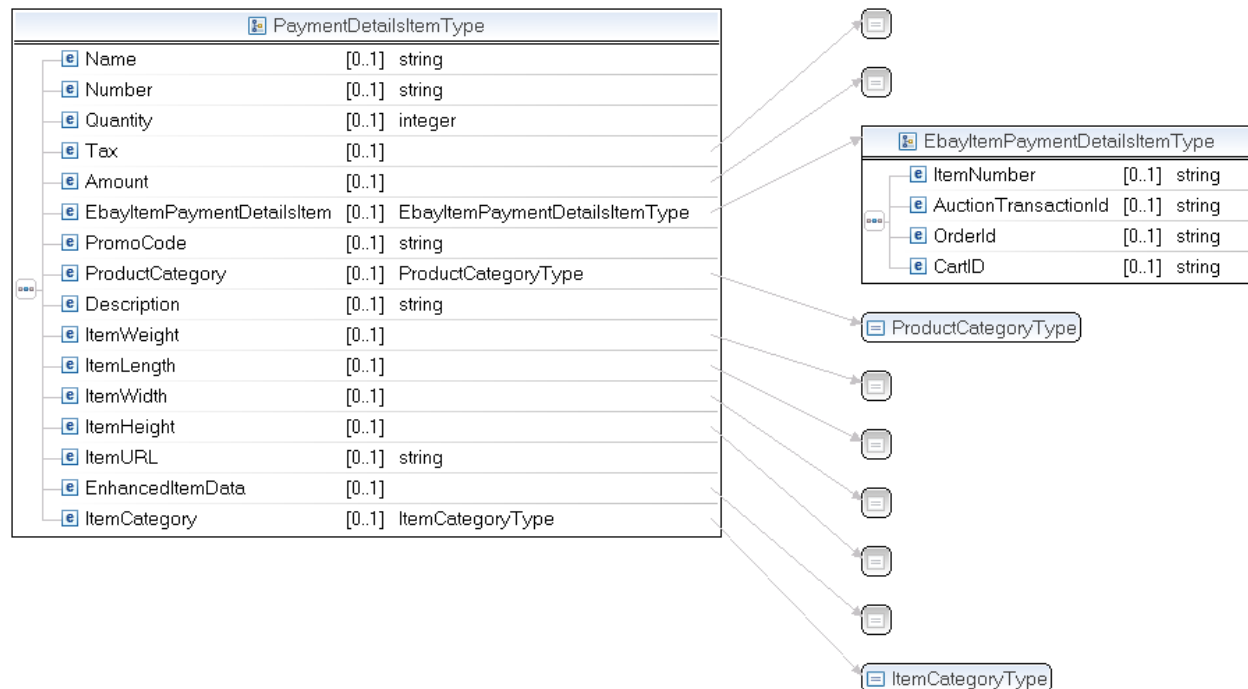 PaymentDetailsItemType
e Name [0..1] string
e Number [0..1] string
e Quantity [0..1] integer
e Tax [0..1]
e Amount [0..1]
e EbayItemPaymentDetailsItem [0..1] EbayItemPaymentDetailsItemType
e PromoCode [0..1] string
e ProductCategory [0..1] ProductCategoryType
e Description [0..1] string
e ItemWeight [0..1]
e ItemLength [0..1]
e ItemWidth [0..1]
e ItemHeight [0..1]
e ItemURL [0..1] string
e EnhancedItemData [0..1]
e ItemCategory [0..1] ItemCategoryType
EbayItemPaymentDetailsItemType
e ItemNumber [0..1] string
e AuctionTransactionId [0..1] string
e OrderId [0..1] string
e CartID [0..1] string
ProductCategoryType
ItemCategoryType